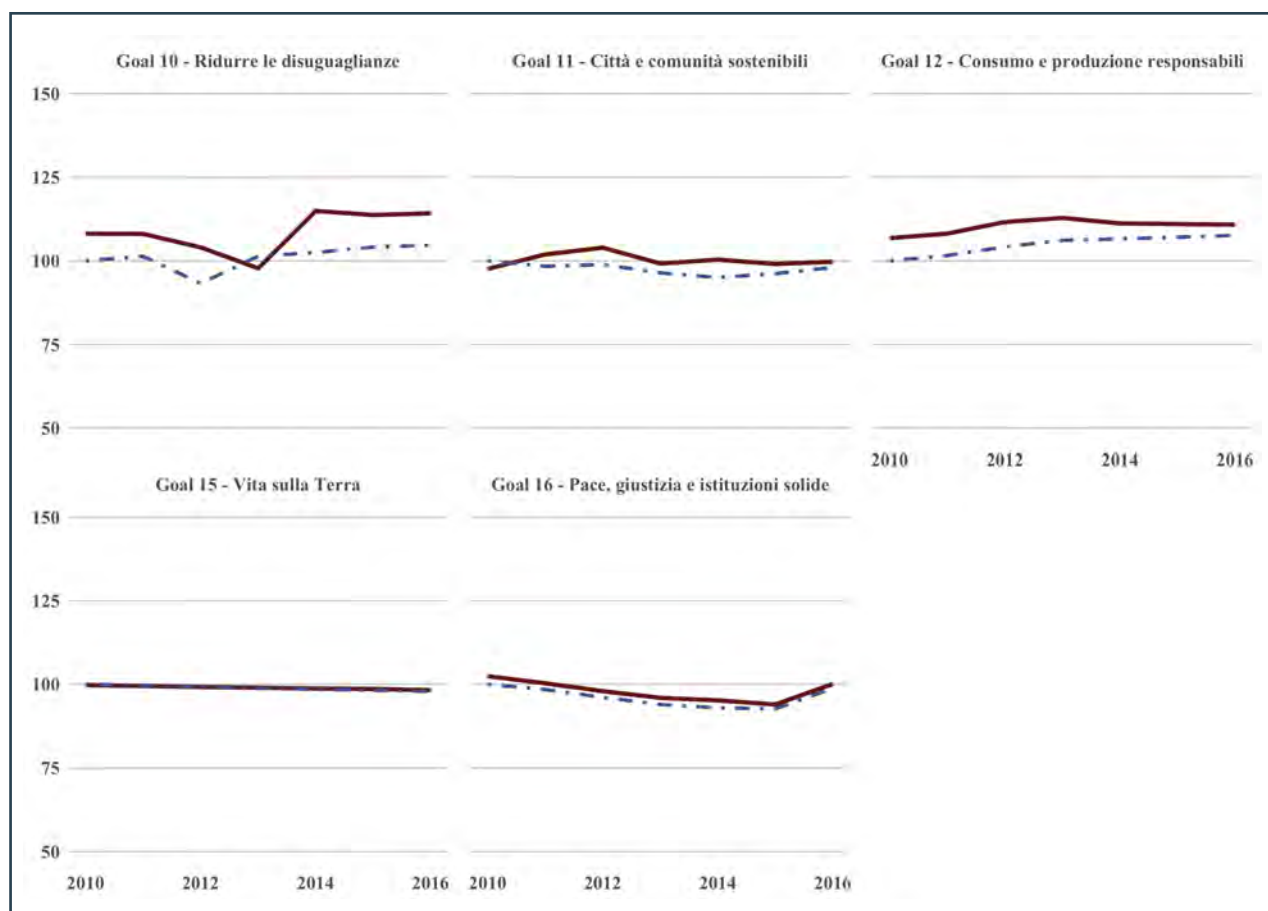 Goal 10 - Ridurre le disuguaglianze
Goal 11 - Città e comunità sostenibili
Goal 12 - Consumo e produzione responsabili
150
125
100
75
50
2010 2012 2014 2016
Goal 15 - Vita sulla Terra
Goal 16 - Pace, giustizia e istituzioni solide
150
125
100
75
50
2010 2012 2014 2016
2010 2012 2014 2016